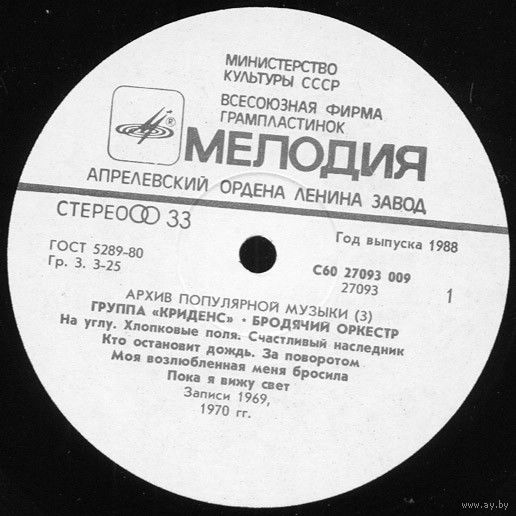 МИНИСТЕРСТВО
КУЛЬТУРЫ СССР
ВСЕСОЮЗНАЯ ФИРМА
ГРАМПЛАСТИНОК
®
МЕЛОДИЯ
АПРЕЛЕВСКИЙ ОРДЕНА ЛЕНИНА ЗАВОД
СТЕРЕО 33
ГОСТ 5289-80
Гр. 3. 3-25
Год выпуска 1988
С60 27093 009
27093
1
АРХИВ ПОПУЛЯРНОЙ МУЗЫКИ (3)
ГРУППА «КРИДЕНС» · БРОДЯЧИЙ ОРКЕСТР
На углу. Хлопковые поля. Счастливый наследник
Кто остановит дождь. За поворотом
Моя возлюбленная меня бросила
Пока я вижу свет
Записи 1969,
1970 гг.
www.ay.by